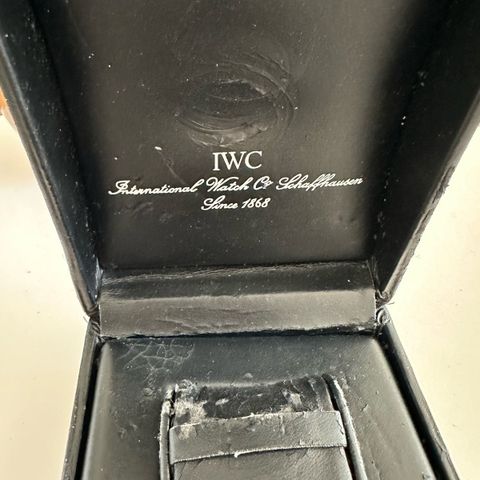 IWC
International Watch Co. Schaffhausen
Since 1868